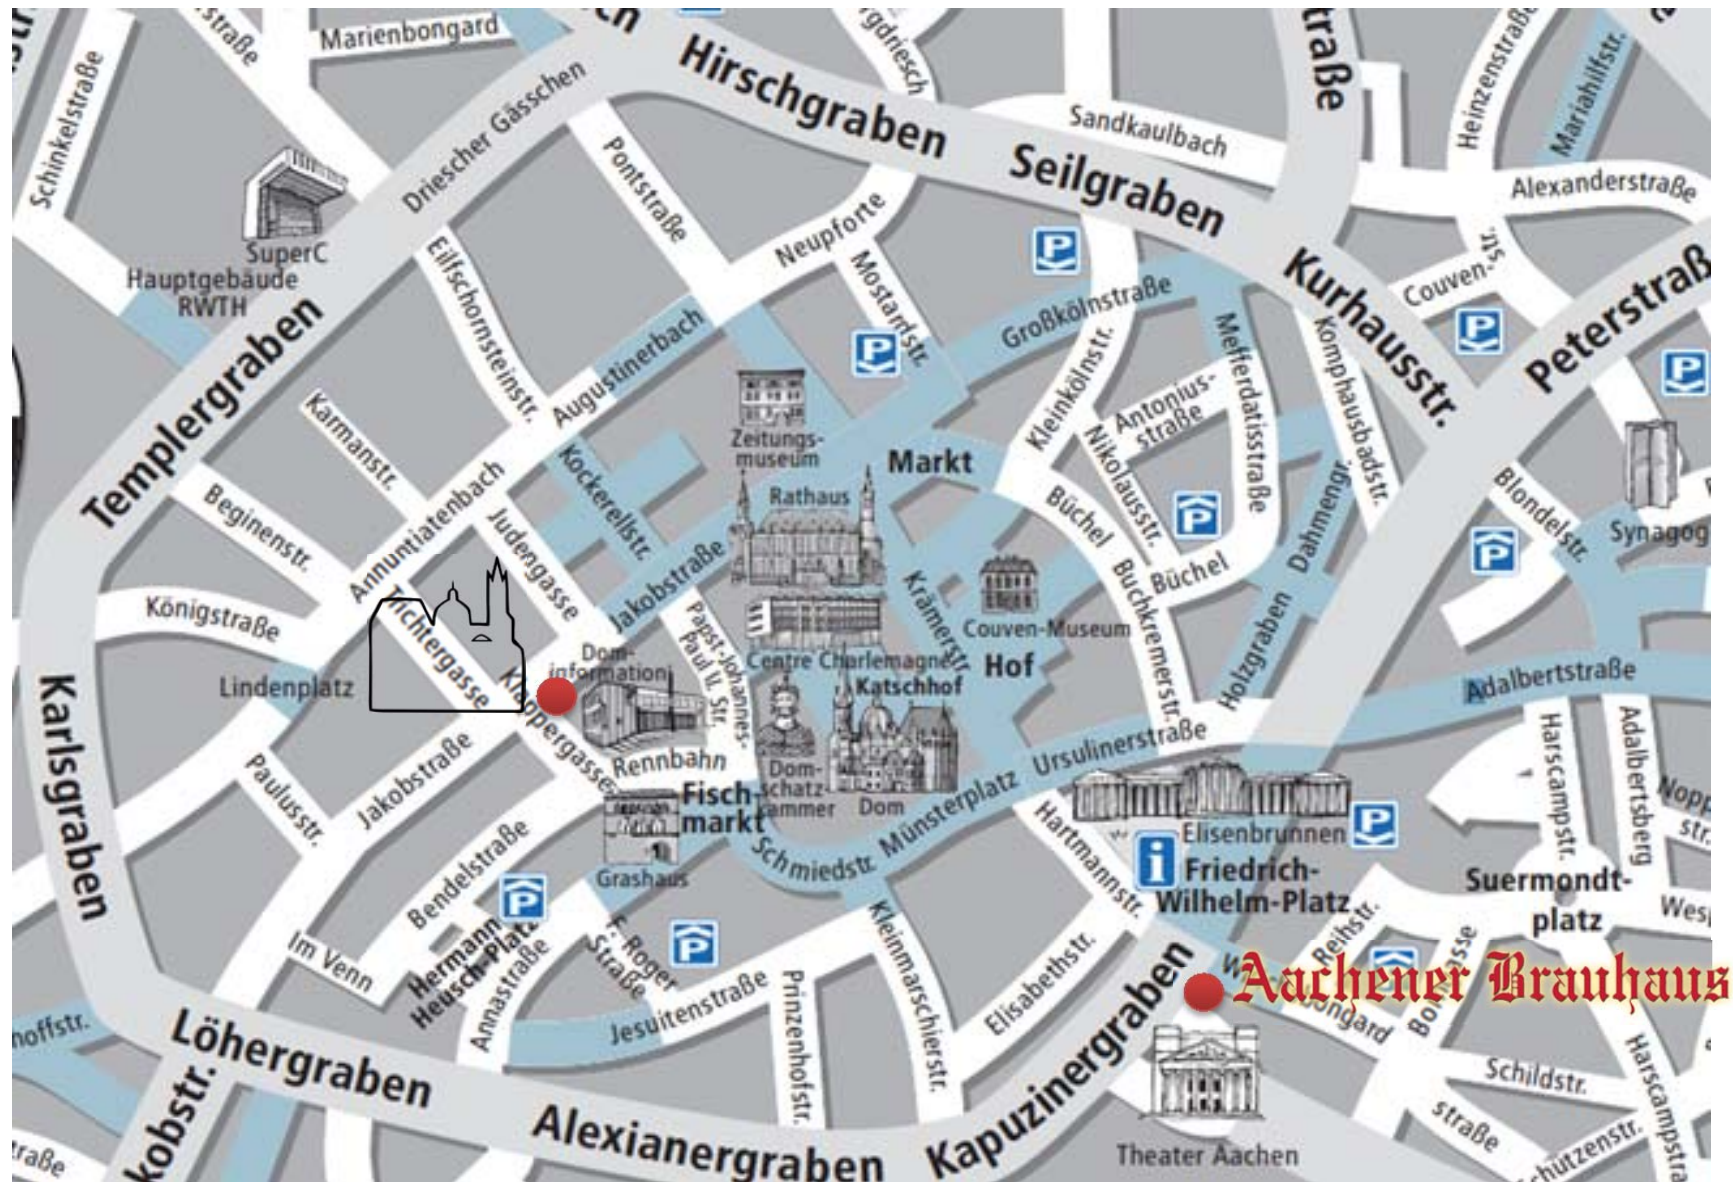 Marienbongard
Hirschgraben
Sandkaulbach
Heinzenstraße
Mariahilfstr.
Schinkelstraße
Driescher Gässchen
Pontstraße
Seilgraben
Alexanderstraße
SuperC
Hauptgebäude
RWTH
Neupforte
Mostardstr.
Couven-
str.
Kurhausstr.
Eilfschornsteinstr.
Großkölnstraße
Templergraben
Augustinerbach
Kleinkölnstr.
Mefferdatisstraße
Komphausbadstr.
Antonius-
straße
Nikolausstr.
Karmanstr.
Zeitungs-
museum
Markt
Rathaus
Kockerellstr.
Beginenstr.
Annuntiatenbach
Judengasse
Büchel
Büchel
Dahmengr.
Blondelstr.
Jakobstraße
Königstraße
Trichtergasse
Krämerstr.
Couven-Museum
Buchkremerstr.
Holzgraben
Dom-
information
Papst-Johannes-
Paul II. Str.
Centre Charlemagne
Hof
Katschhof
Lindenplatz
Klappergasse
Adalbertstraße
Karlsgraben
Jakobstraße
Rennbahn
Dom-
schatz-
kammer
Dom
Ursulinerstraße
Harscampstr.
Adalbertsberg
Paulusstr.
Fisch-
markt
Münsterplatz
Elisenbrunnen
Grashaus
Schmiedstr.
Hartmannstr.
i
Friedrich-
Wilhelm-Platz
Suermondt-
platz
Bendelstraße
Im Venn
Hermann
Heusch-Platz
Annastraße
F. Roger
Straße
Kleinmarschierstr.
Reihstr.
Jesuitenstraße
Prinzenhofstr.
Elisabethstr.
Aachener Brauhaus
Löhergraben
Alexianergraben
Kapuzinergraben
Theater Aachen
Schildstr.